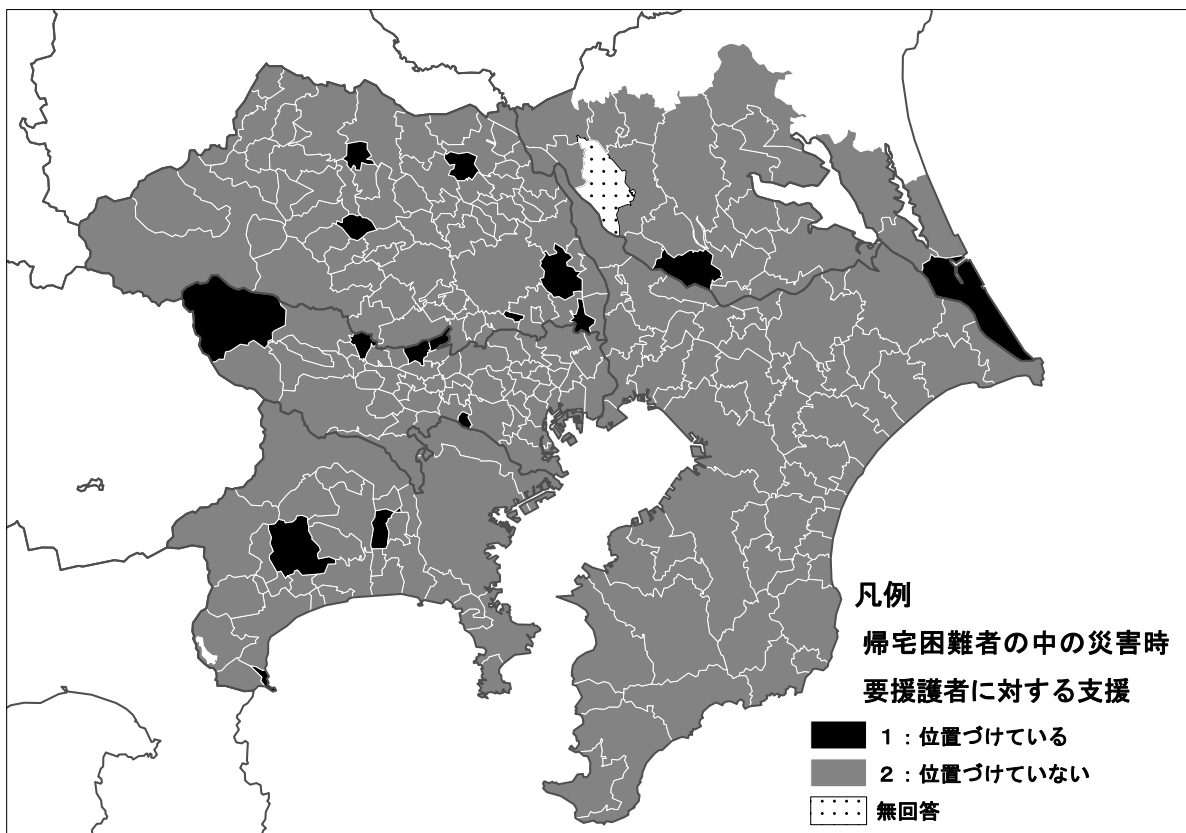 凡例
帰宅困難者の中の災害時
要援護者に対する支援
1：位置づけている
2：位置づけていない
無回答